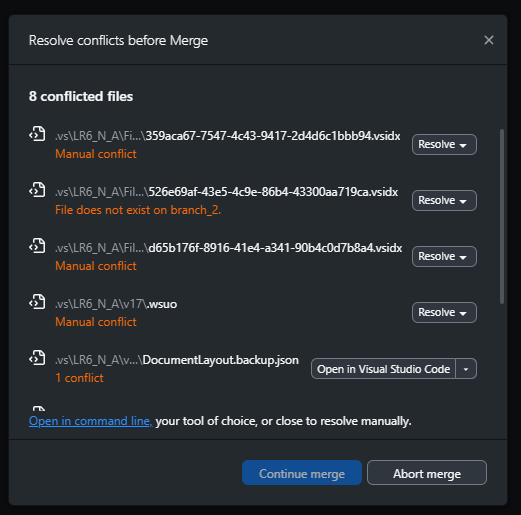 Resolve conflicts before Merge
8 conflicted files
.vs\LR6_N_A\Fi...\359aca67-7547-4c43-9417-2d4d6c1bbb94.vsidx
Manual conflict
Resolve
.vs\LR6_N_A\Fil...\526e69af-43e5-4c9e-86b4-43300aa719ca.vsidx
File does not exist on branch_2.
Resolve
.vs\LR6_N_A\Fil...\d65b176f-8916-41e4-a341-90b4c0d7b8a4.vsidx
Manual conflict
Resolve
.vs\LR6_N_A\v17\.wsuo
Manual conflict
Resolve
.vs\LR6_N_A\v...\DocumentLayout.backup.json
1 conflict
Open in Visual Studio Code
Open in command line, your tool of choice, or close to resolve manually.
Continue merge
Abort merge